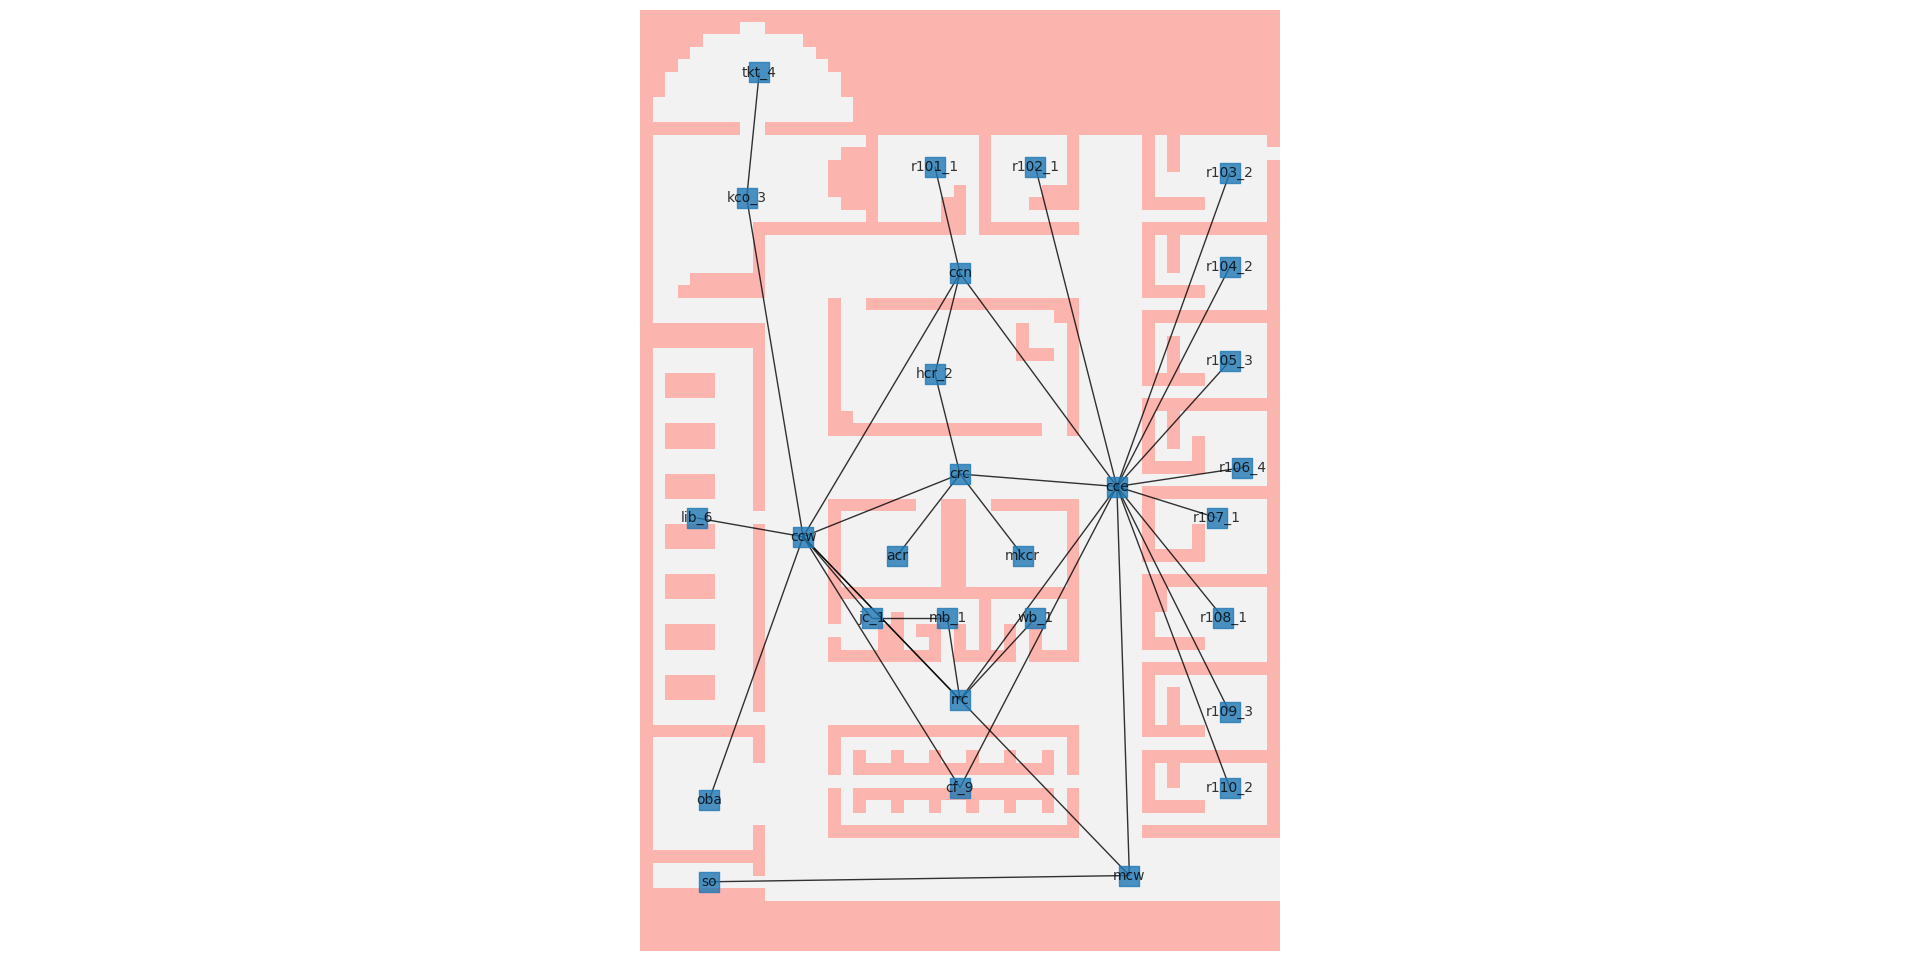 tkt_4
r101_1
r102_1
r103_2
kco_3
r104_2
ccn
r105_3
hcr_2
r106_4
crc
cce
lib_6
r107_1
ccw
acr
mkcr
jc_1
mb_1
wb_1
r108_1
rrc
r109_3
cf_9
r110_2
oba
mcw
so